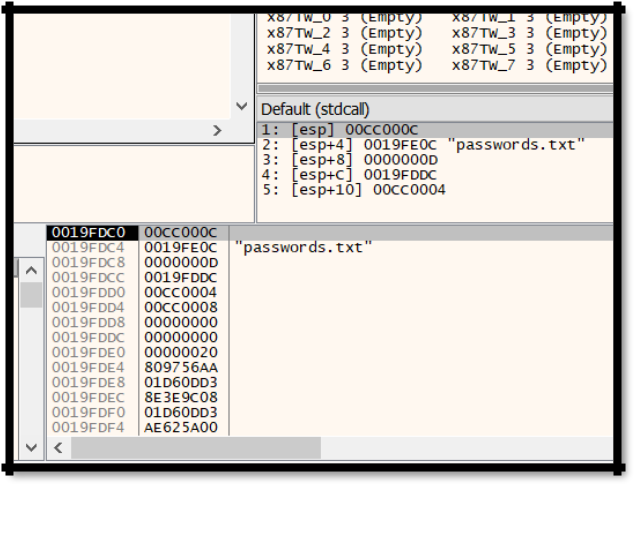 x87TW_0 3 (Empty) x87TW_1 3 (Empty)
x87TW_2 3 (Empty) x87TW_3 3 (Empty)
x87TW_4 3 (Empty) x87TW_5 3 (Empty)
x87TW_6 3 (Empty) x87TW_7 3 (Empty)
Default (stdcall)
1: [esp] 00CC000C
2: [esp+4] 0019FE0C "passwords.txt"
3: [esp+8] 0000000D
4: [esp+C] 0019FDDC
5: [esp+10] 00CC0004
0019FDC0 00CC000C
0019FDC4 0019FE0C "passwords.txt"
0019FDC8 0000000D
0019FDCC 0019FDDC
0019FDD0 00CC0004
0019FDD4 00CC0008
0019FDD8 00000000
0019FDDC 00000000
0019FDE0 00000020
0019FDE4 809756AA
0019FDE8 01D60DD3
0019FDEC 8E3E9C08
0019FDF0 01D60DD3
0019FDF4 AE625A00